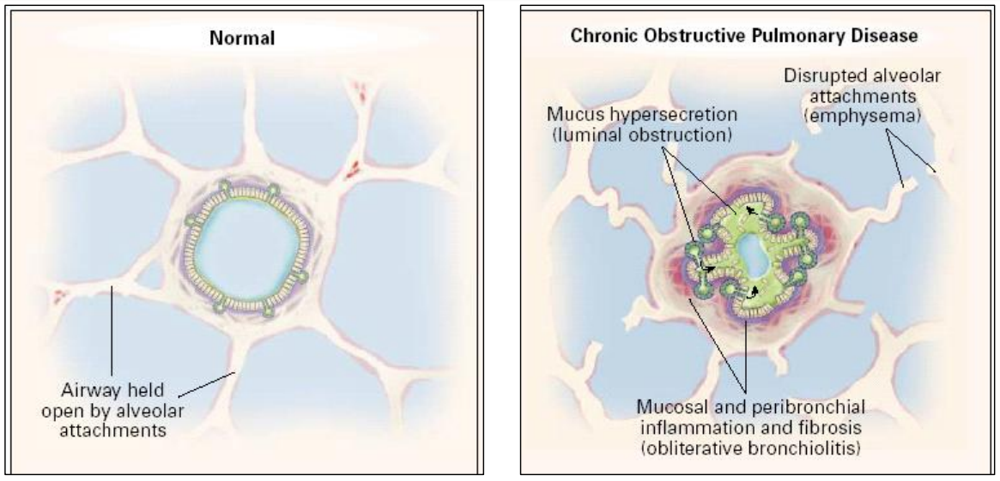 Normal
Airway held
open by alveolar
attachments
Chronic Obstructive Pulmonary Disease
Disrupted alveolar
attachments
(emphysema)
Mucus hypersecretion
(luminal obstruction)
Mucosal and peribronchial
inflammation and fibrosis
(obliterative bronchiolitis)